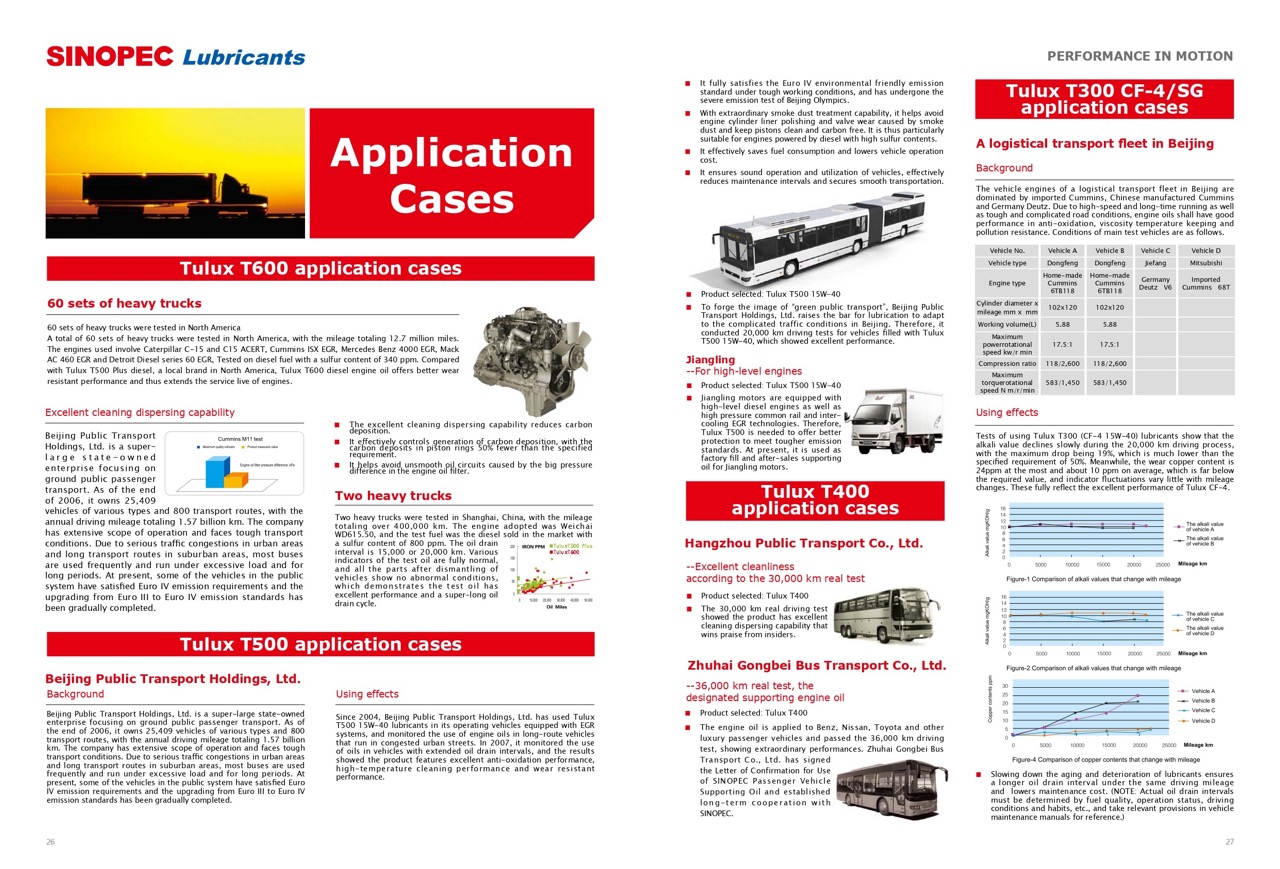 SINOPEC Lubricants
Application
Cases
Tulux T600 application cases
60 sets of heavy trucks
60 sets of heavy trucks were tested in North America
A total of 60 sets of heavy trucks were tested in North America, with the mileage totaling 12.7 million miles.
The engines used involve Caterpillar C-15 and C15 ACERT, Cummins ISX EGR, Mercedes Benz 4000 EGR, Mack
AC 460 EGR and Detroit Diesel series 60 EGR, Tested on diesel fuel with a sulfur content of 340 ppm. Compared
with Tulux T500 Plus diesel, a local brand in North America, Tulux T600 diesel engine oil offers better wear
resistant performance and thus extends the service live of engines.
Excellent cleaning dispersing capability
Beijing Public Transport
Holdings, Ltd. is a super-
large state-owned
enterprise focusing on
ground public passenger
transport. As of the end
of 2006, it owns 25,409
vehicles of various types and 800 transport routes, with the
annual driving mileage totaling 1.57 billion km. The company
has extensive scope of operation and faces tough transport
conditions. Due to serious traffic congestions in urban areas
and long transport routes in suburban areas, most buses
are used frequently and run under excessive load and for
long periods. At present, some of the vehicles in the public
system have satisfied Euro IV emission requirements and the
upgrading from Euro III to Euro IV emission standards has
been gradually completed.
Cummins M11 test
Maximum quality indicator
Product measured value
Engine oil filter pressure difference, kPa
The excellent cleaning dispersing capability reduces carbon
deposition.
It effectively controls generation of carbon deposition, with the
carbon deposits in piston rings 50% fewer than the specified
requirement.
It helps avoid unsmooth oil circuits caused by the big pressure
difference in the engine oil filter.
Two heavy trucks
Two heavy trucks were tested in Shanghai, China, with the mileage
totaling over 400,000 km. The engine adopted was Weichai
WD615.50, and the test fuel was the diesel sold in the market with
a sulfur content of 800 ppm. The oil drain
interval is 15,000 or 20,000 km. Various
indicators of the test oil are fully normal,
and all the parts after dismantling of
vehicles show no abnormal conditions,
which demonstrates the test oil has
excellent performance and a super-long oil
drain cycle.
IRON PPM
Tulux T500 Plus
Tulux T600
Oil Miles
Tulux T500 application cases
Beijing Public Transport Holdings, Ltd.
Background
Beijing Public Transport Holdings, Ltd. is a super-large state-owned
enterprise focusing on ground public passenger transport. As of
the end of 2006, it owns 25,409 vehicles of various types and 800
transport routes, with the annual driving mileage totaling 1.57 billion
km. The company has extensive scope of operation and faces tough
transport conditions. Due to serious traffic congestions in urban areas
and long transport routes in suburban areas, most buses are used
frequently and run under excessive load and for long periods. At
present, some of the vehicles in the public system have satisfied Euro
IV emission requirements and the upgrading from Euro III to Euro IV
emission standards has been gradually completed.
Using effects
Since 2004, Beijing Public Transport Holdings, Ltd. has used Tulux
T500 15W-40 lubricants in its operating vehicles equipped with EGR
systems, and monitored the use of engine oils in long-route vehicles
that run in congested urban streets. In 2007, it monitored the use
of oils in vehicles with extended oil drain intervals, and the results
showed the product features excellent anti-oxidation performance,
high-temperature cleaning performance and wear resistant
performance.
26
PERFORMANCE IN MOTION
It fully satisfies the Euro IV environmental friendly emission
standard under tough working conditions, and has undergone the
severe emission test of Beijing Olympics.
With extraordinary smoke dust treatment capability, it helps avoid
engine cylinder liner polishing and valve wear caused by smoke
dust and keep pistons clean and carbon free. It is thus particularly
suitable for engines powered by diesel with high sulfur contents.
It effectively saves fuel consumption and lowers vehicle operation
cost.
It ensures sound operation and utilization of vehicles, effectively
reduces maintenance intervals and secures smooth transportation.
Product selected: Tulux T500 15W-40
To forge the image of "green public transport", Beijing Public
Transport Holdings, Ltd. raises the bar for lubrication to adapt
to the complicated traffic conditions in Beijing. Therefore, it
conducted 20,000 km driving tests for vehicles filled with Tulux
T500 15W-40, which showed excellent performance.
Jiangling
--For high-level engines
Product selected: Tulux T500 15W-40
Jiangling motors are equipped with
high-level diesel engines as well as
high pressure common rail and inter-
cooling EGR technologies. Therefore,
Tulux T500 is needed to offer better
protection to meet tougher emission
standards. At present, it is used as
factory fill and after-sales supporting
oil for Jiangling motors.
Tulux T400
application cases
Hangzhou Public Transport Co., Ltd.
--Excellent cleanliness
according to the 30,000 km real test
Product selected: Tulux T400
The 30,000 km real driving test
showed the product has excellent
cleaning dispersing capability that
wins praise from insiders.
Zhuhai Gongbei Bus Transport Co., Ltd.
--36,000 km real test, the
designated supporting engine oil
Product selected: Tulux T400
The engine oil is applied to Benz, Nissan, Toyota and other
luxury passenger vehicles and passed the 36,000 km driving
test, showing extraordinary performances. Zhuhai Gongbei Bus
Transport Co., Ltd. has signed
the Letter of Confirmation for Use
of SINOPEC Passenger Vehicle
Supporting Oil and established
long-term cooperation with
SINOPEC.
Tulux T300 CF-4/SG
application cases
A logistical transport fleet in Beijing
Background
The vehicle engines of a logistical transport fleet in Beijing are
dominated by imported Cummins, Chinese manufactured Cummins
and Germany Deutz. Due to high-speed and long-time running as well
as tough and complicated road conditions, engine oils shall have good
performance in anti-oxidation, viscosity temperature keeping and
pollution resistance. Conditions of main test vehicles are as follows.
Vehicle No. Vehicle A Vehicle B Vehicle C Vehicle D
Vehicle type Dongfeng Dongfeng Jiefang Mitsubishi
Engine type Home-made Cummins 6TB118 Home-made Cummins 6TB118 Germany Deutz V6 Imported Cummins 68T
Cylinder diameter x mileage mm x mm 102x120 102x120
Working volume(L) 5.88 5.88
Maximum powerrotational speed kw/r min 17.5:1 17.5:1
Compression ratio 118/2,600 118/2,600
Maximum torquerotational speed N m/r/min 583/1,450 583/1,450
Using effects
Tests of using Tulux T300 (CF-4 15W-40) lubricants show that the
alkali value declines slowly during the 20,000 km driving process,
with the maximum drop being 19%, which is much lower than the
specified requirement of 50%. Meanwhile, the wear copper content is
24ppm at the most and about 10 ppm on average, which is far below
the required value, and indicator fluctuations vary little with mileage
changes. These fully reflect the excellent performance of Tulux CF-4.
Alkali value mgKOH/g
16
14
12
10
8
6
4
2
0
0 5000 10000 15000 20000 25000 Mileage km
The alkali value
of vehicle A
The alkali value
of vehicle B
Figure-1 Comparison of alkali values that change with mileage
Alkali value mgKOH/g
16
14
12
10
8
6
4
2
0
0 5000 10000 15000 20000 25000 Mileage km
The alkali value
of vehicle C
The alkali value
of vehicle D
Figure-2 Comparison of alkali values that change with mileage
Copper contents ppm
30
25
20
15
10
5
0
0 5000 10000 15000 20000 25000 Mileage km
Vehicle A
Vehicle B
Vehicle C
Vehicle D
Figure-4 Comparison of copper contents that change with mileage
Slowing down the aging and deterioration of lubricants ensures
a longer oil drain interval under the same driving mileage
and lowers maintenance cost. (NOTE: Actual oil drain intervals
must be determined by fuel quality, operation status, driving
conditions and habits, etc., and take relevant provisions in vehicle
maintenance manuals for reference.)
27